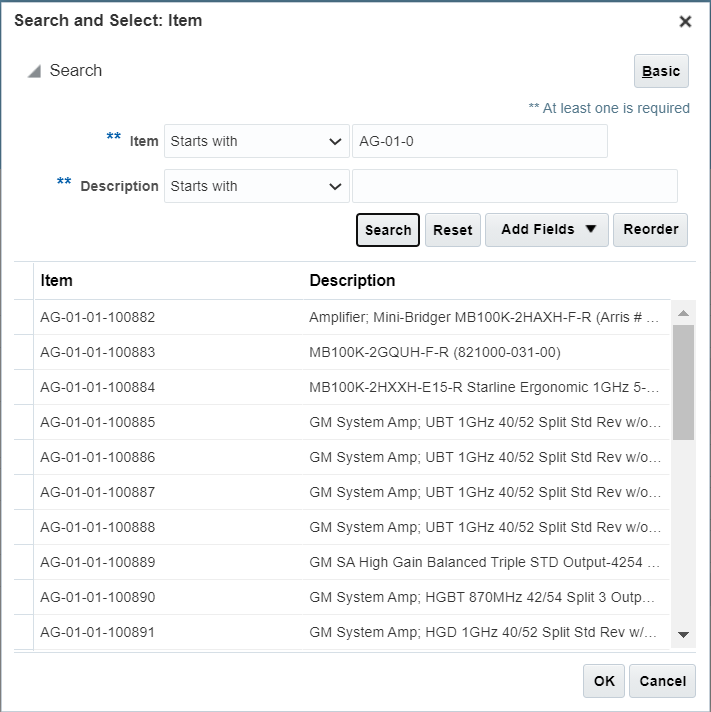 Search and Select: Item
Search
Basic
** At least one is required
** Item Starts with AG-01-0
** Description Starts with
Search Reset Add Fields Reorder
Item Description
AG-01-01-100882 Amplifier; Mini-Bridger MB100K-2HAXH-F-R (Arris # ...
AG-01-01-100883 MB100K-2GQUH-F-R (821000-031-00)
AG-01-01-100884 MB100K-2HXXH-E15-R Starline Ergonomic 1GHz 5-...
AG-01-01-100885 GM System Amp; UBT 1GHz 40/52 Split Std Rev w/o...
AG-01-01-100886 GM System Amp; UBT 1GHz 40/52 Split Std Rev w/o...
AG-01-01-100887 GM System Amp; UBT 1GHz 40/52 Split Std Rev w/o...
AG-01-01-100888 GM System Amp; UBT 1GHz 40/52 Split Std Rev w/o...
AG-01-01-100889 GM SA High Gain Balanced Triple STD Output-4254 ...
AG-01-01-100890 GM System Amp; HGBT 870MHz 42/54 Split 3 Outp...
AG-01-01-100891 GM System Amp; HGD 1GHz 40/52 Split Std Rev w/...
OK Cancel